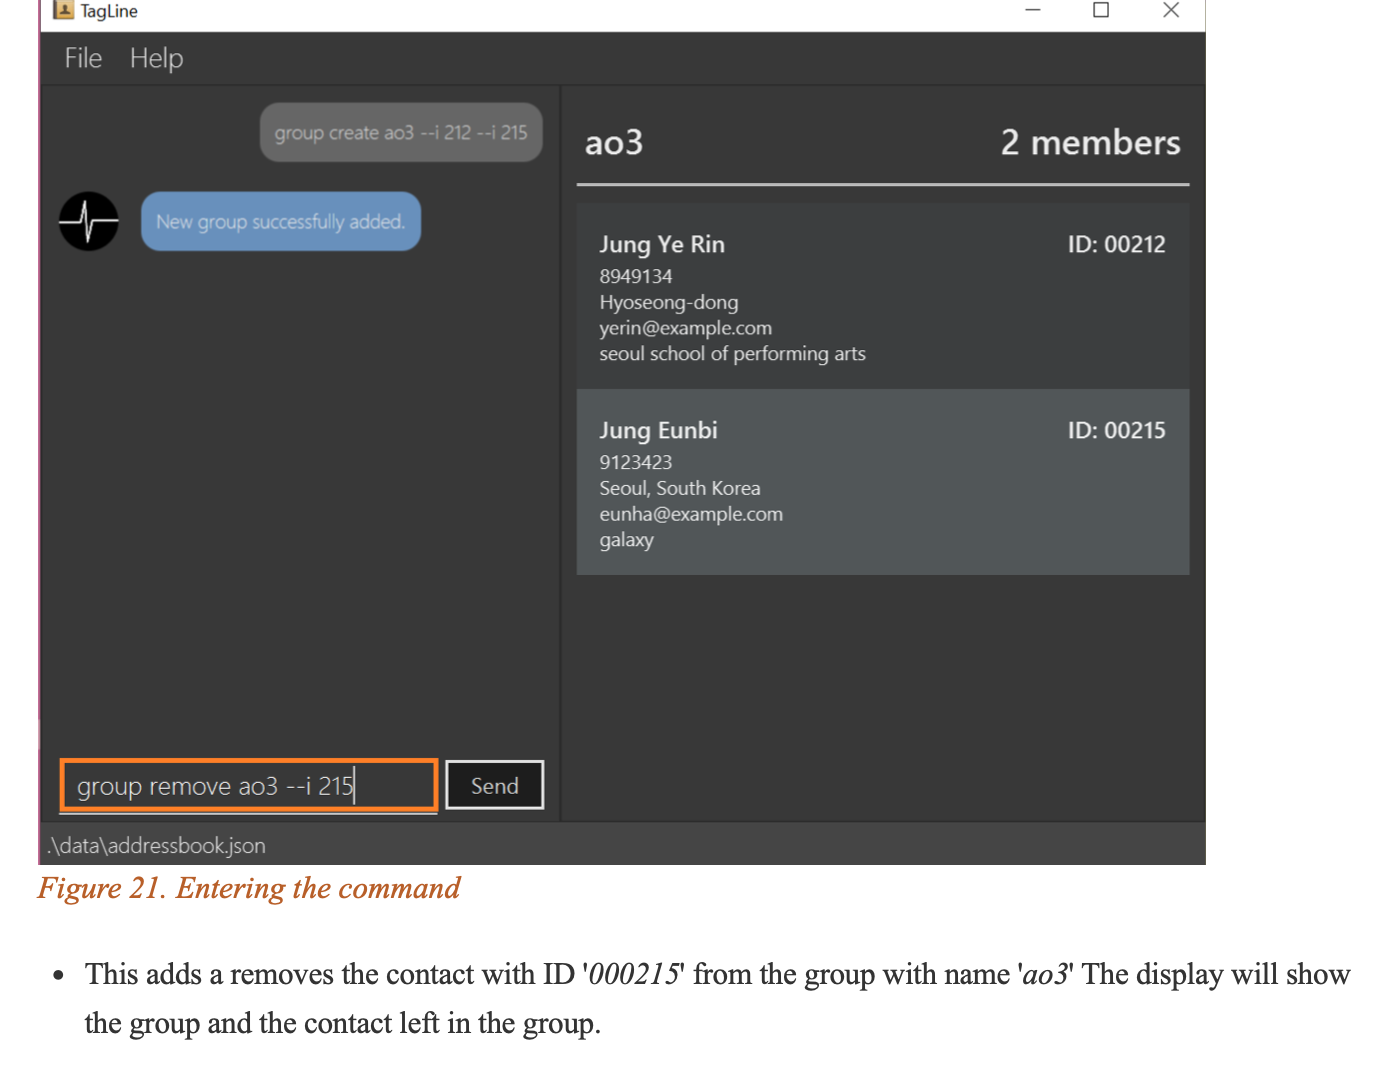 TagLine
File Help
group create ao3 --i 212 --i 215
New group successfully added.
ao3 2 members
Jung Ye Rin ID: 00212
8949134
Hyoseong-dong
yerin@example.com
seoul school of performing arts
Jung Eunbi ID: 00215
9123423
Seoul, South Korea
eunha@example.com
galaxy
group remove ao3 --i 215
Send
.\data\addressbook.json
Figure 21. Entering the command
• This adds a removes the contact with ID '000215' from the group with name 'ao3' The display will show
the group and the contact left in the group.